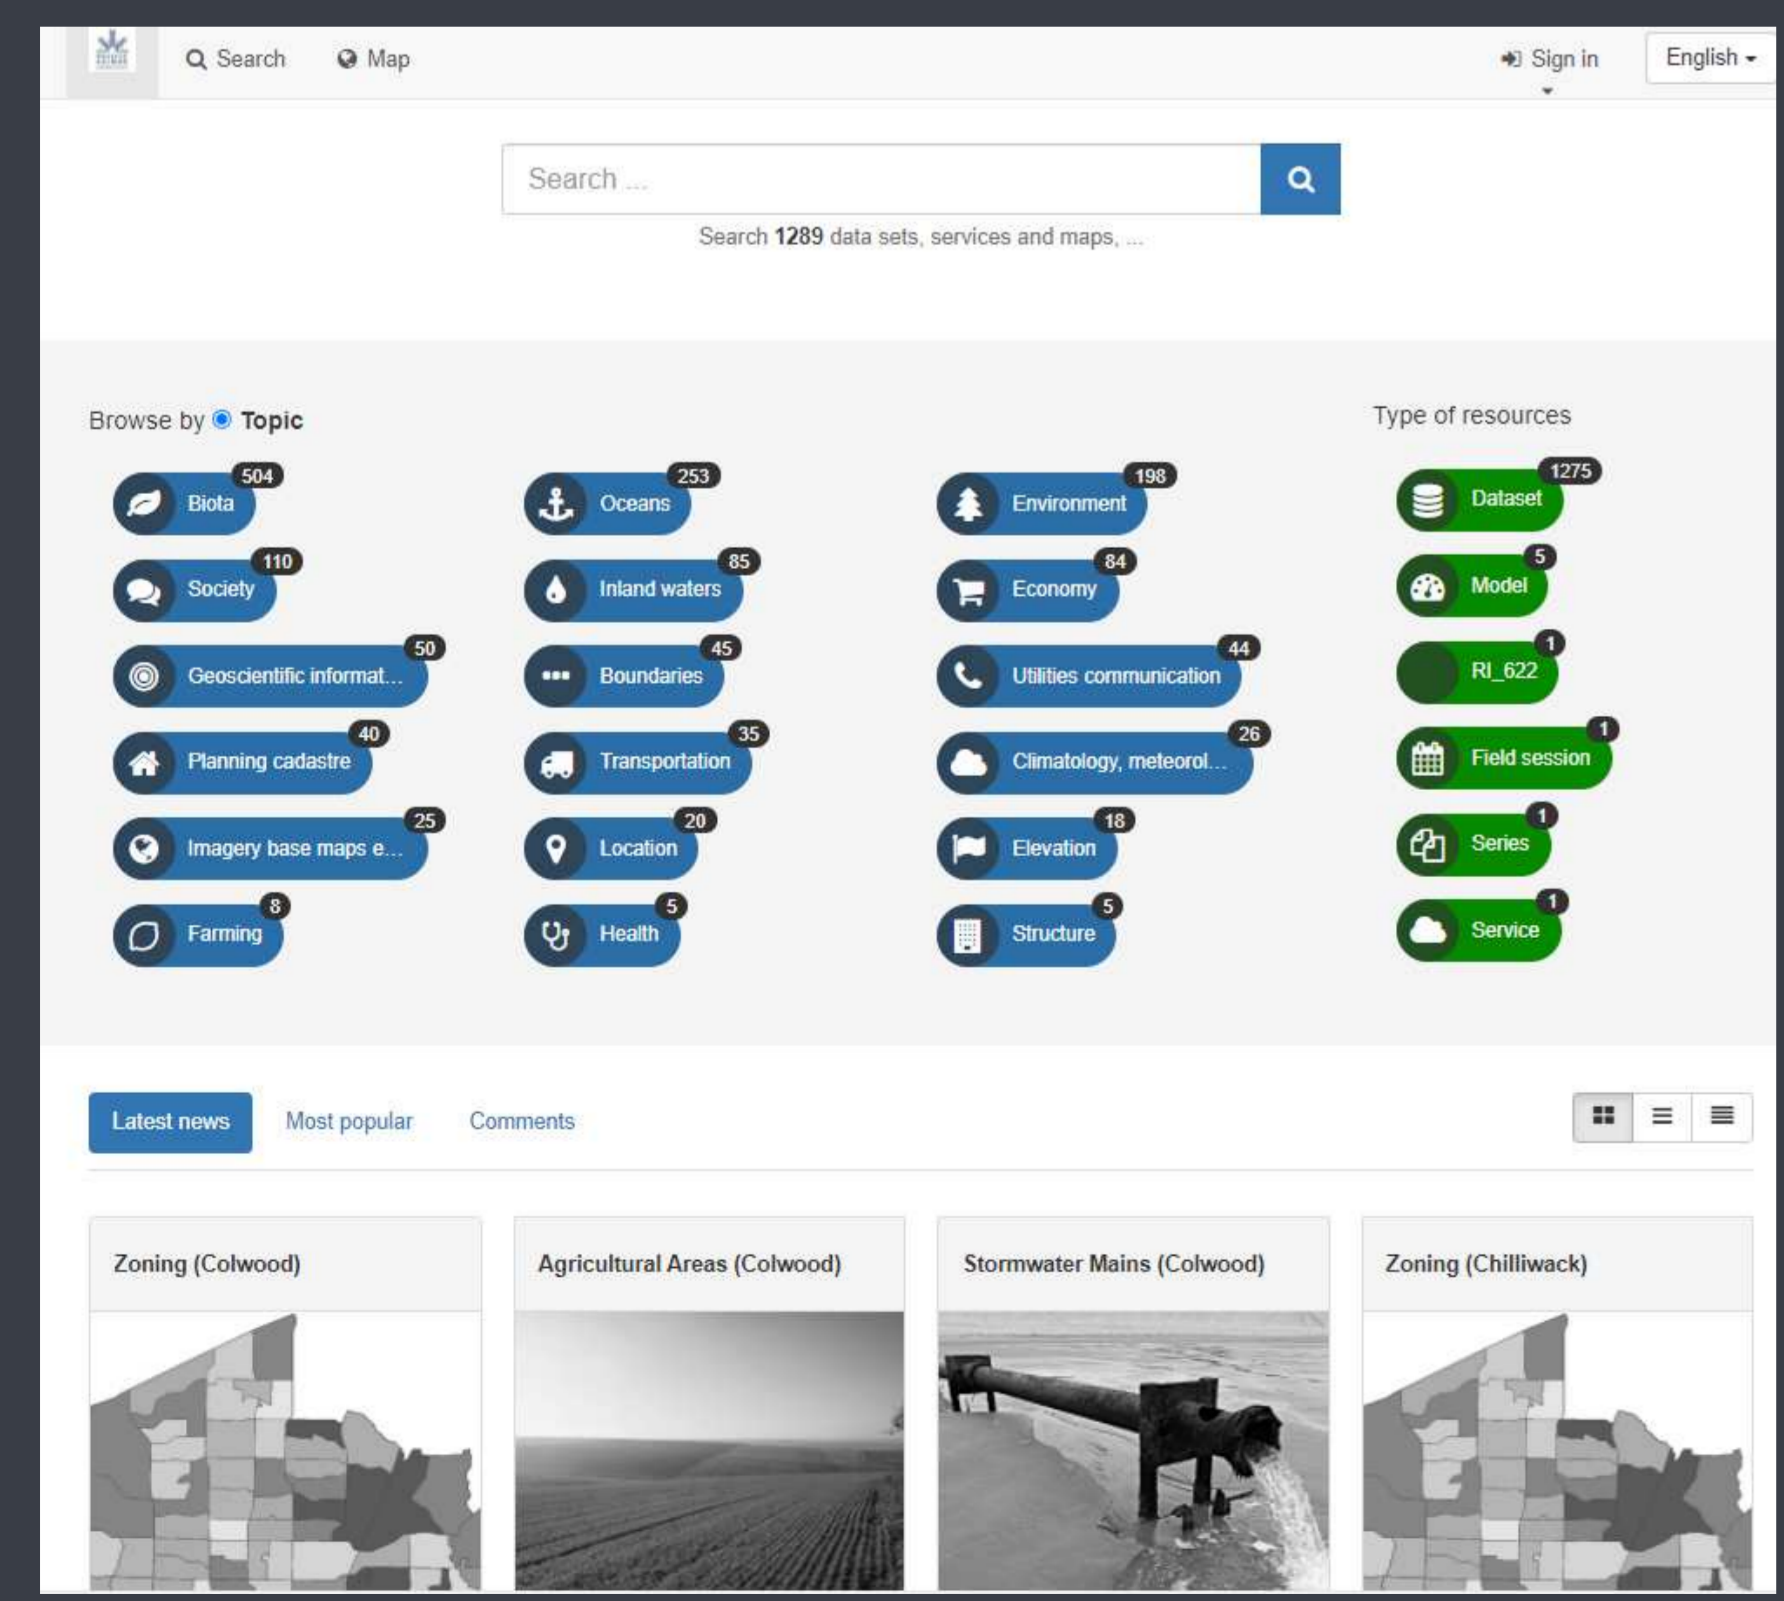 Search
Map
Sign in
English
Search ...
Search 1289 data sets, services and maps, ...
Browse by Topic
Type of resources
504
Biota
253
Oceans
198
Environment
1275
Dataset
110
Society
85
Inland waters
84
Economy
5
Model
50
Geoscientific informat...
45
Boundaries
44
Utilities communication
1
RI_622
40
Planning cadastre
35
Transportation
26
Climatology, meteorol...
1
Field session
25
Imagery base maps e...
20
Location
18
Elevation
1
Series
8
Farming
5
Health
5
Structure
1
Service
Latest news
Most popular
Comments
Zoning (Colwood)
Agricultural Areas (Colwood)
Stormwater Mains (Colwood)
Zoning (Chilliwack)